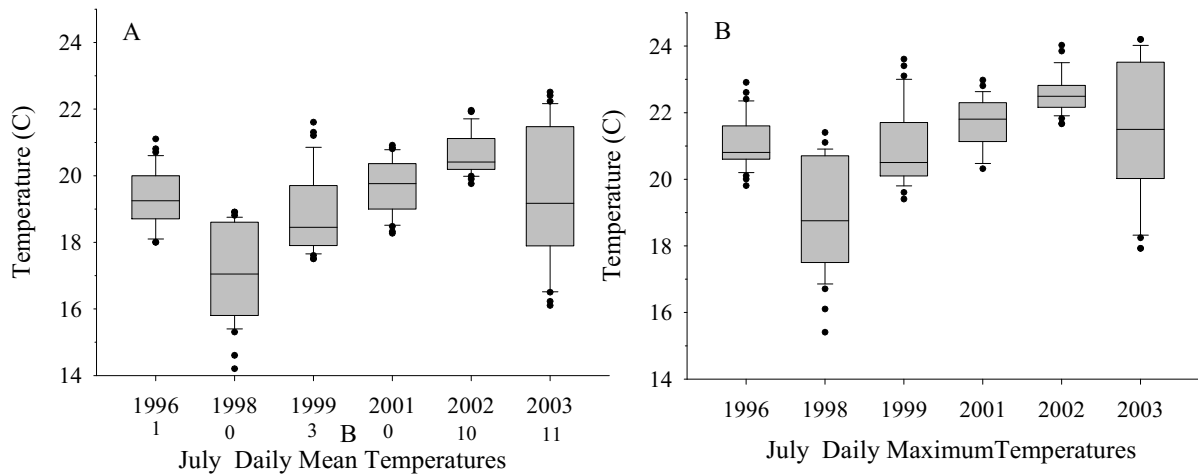 A
24
22
20
18
16
14
Temperature (C)
1996 1998 1999 2001 2002 2003
1 0 3 B 0 10 11
July Daily Mean Temperatures
B
24
22
20
18
16
14
Temperature (C)
1996 1998 1999 2001 2002 2003
July Daily MaximumTemperatures